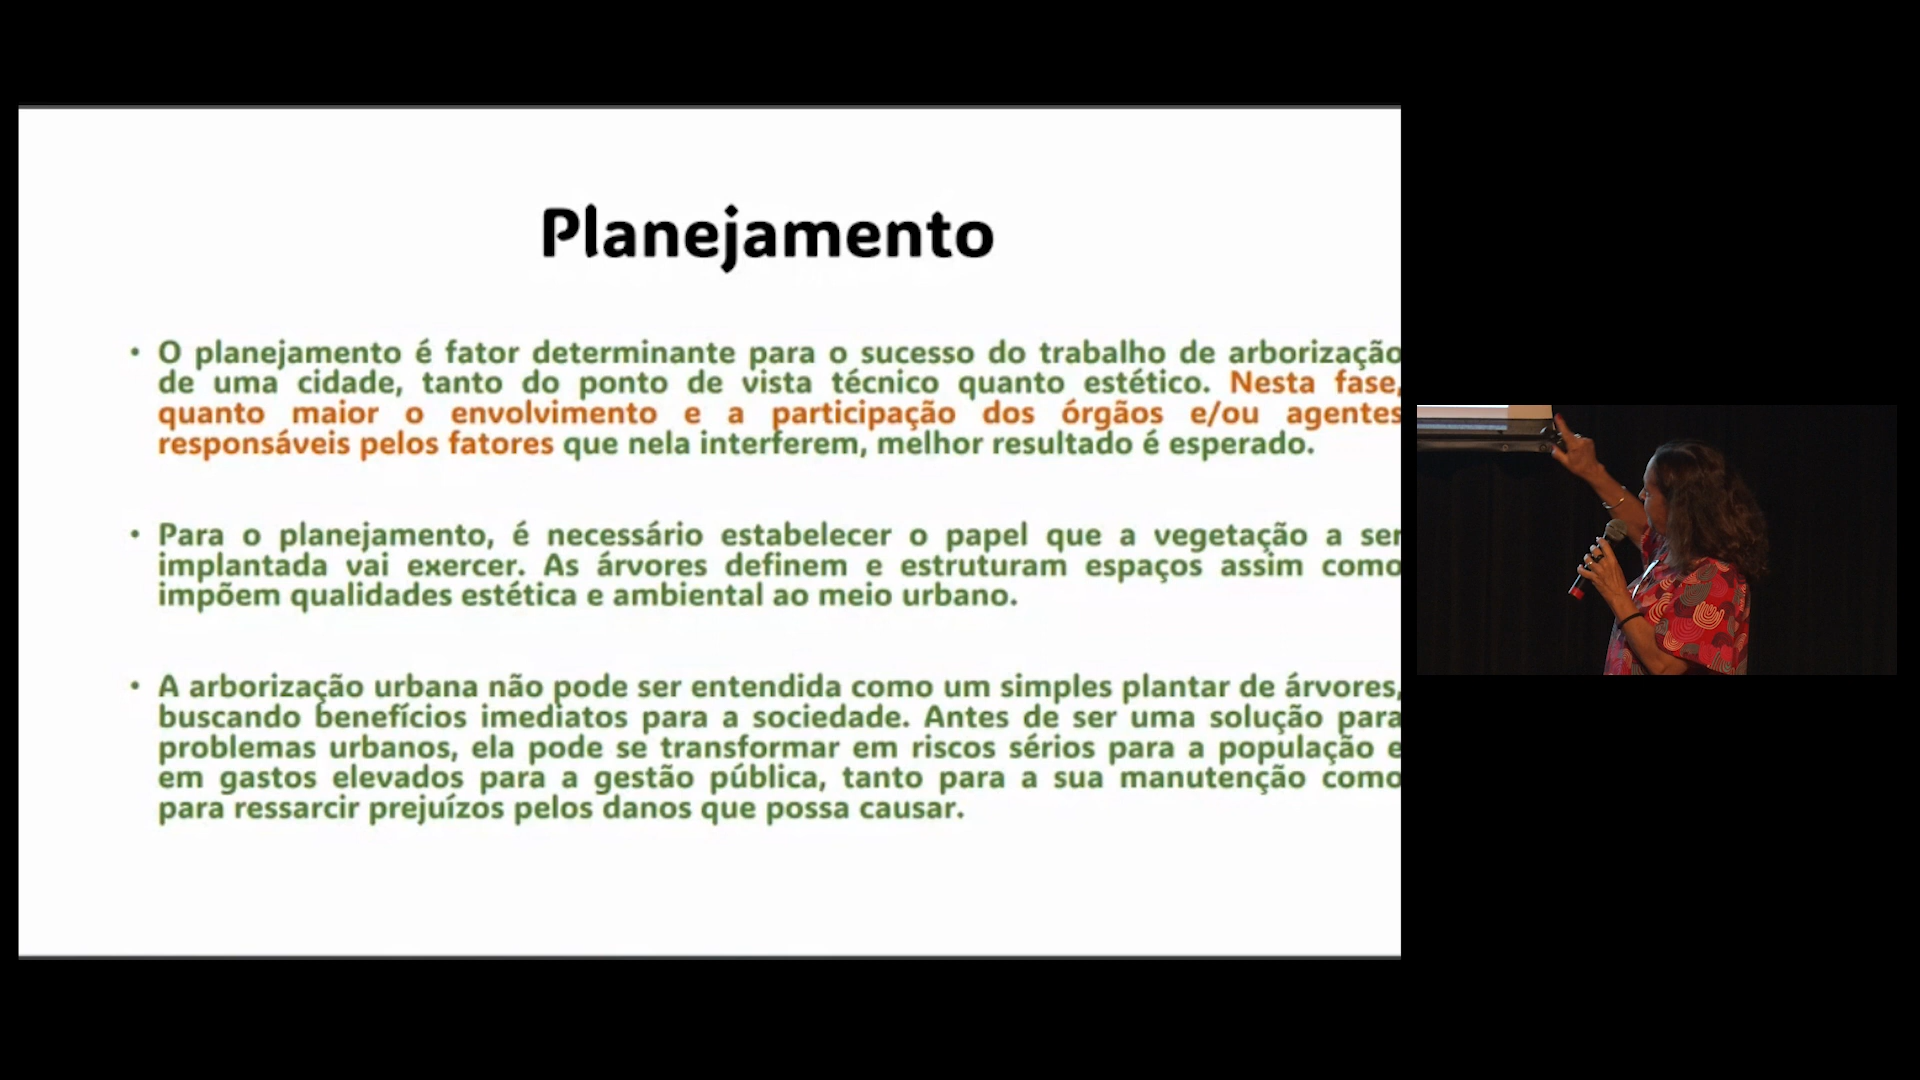 Planejamento
• O planejamento é fator determinante para o sucesso do trabalho de arborização
de uma cidade, tanto do ponto de vista técnico quanto estético. Nesta fase,
quanto maior o envolvimento e a participação dos órgãos e/ou agentes
responsáveis pelos fatores que nela interferem, melhor resultado é esperado.
• Para o planejamento, é necessário estabelecer o papel que a vegetação a ser
implantada vai exercer. As árvores definem e estruturam espaços assim como
impõem qualidades estética e ambiental ao meio urbano.
• A arborização urbana não pode ser entendida como um simples plantar de árvores,
buscando benefícios imediatos para a sociedade. Antes de ser uma solução para
problemas urbanos, ela pode se transformar em riscos sérios para a população e
em gastos elevados para a gestão pública, tanto para a sua manutenção como
para ressarcir prejuízos pelos danos que possa causar.